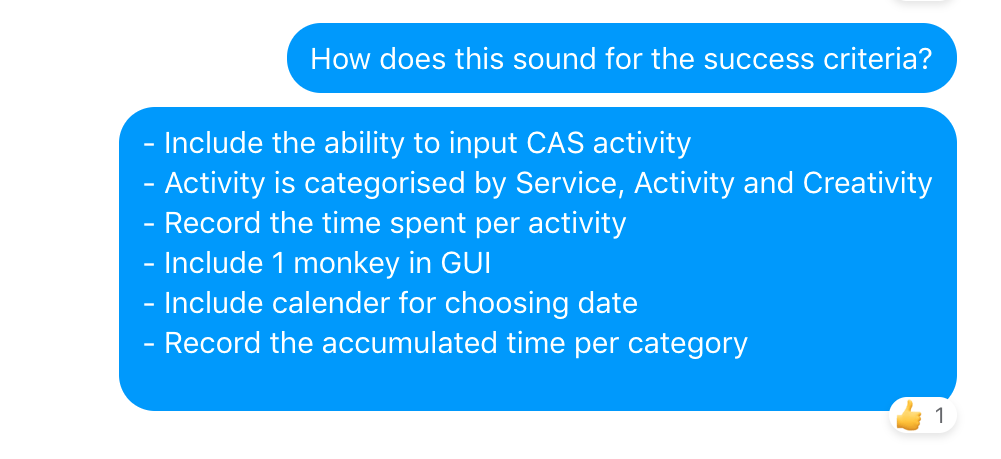 How does this sound for the success criteria?
- Include the ability to input CAS activity
- Activity is categorised by Service, Activity and Creativity
- Record the time spent per activity
- Include 1 monkey in GUI
- Include calender for choosing date
- Record the accumulated time per category
1